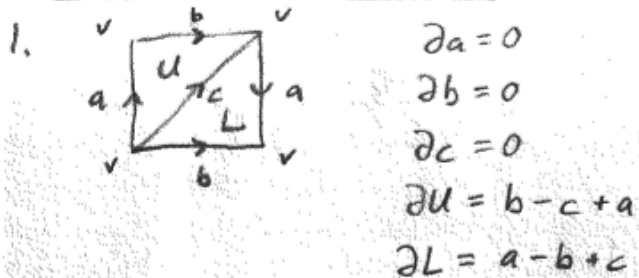 1.
v b v
U
a c a
L
v b v
∂a = 0
∂b = 0
∂c = 0
∂U = b - c + a
∂L = a - b + c